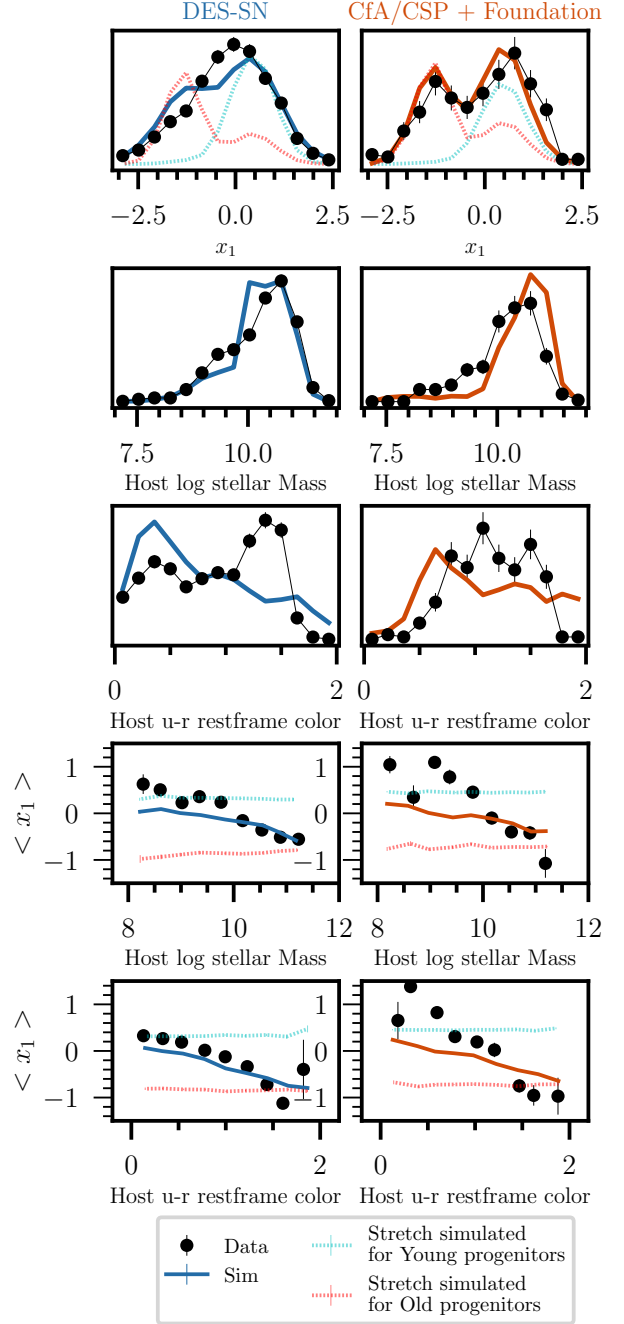 DES-SN CfA/CSP + Foundation
−2.5 0.0 2.5 −2.5 0.0 2.5
x₁ x₁
7.5 10.0 7.5 10.0
Host log stellar Mass Host log stellar Mass
0 2 0 2
Host u-r restframe color Host u-r restframe color
< x₁ >
1 1
0 0
−1 −1
8 10 12 8 10 12
Host log stellar Mass Host log stellar Mass
< x₁ >
1 1
0 0
−1 −1
0 2 0 2
Host u-r restframe color Host u-r restframe color
Data
Sim
Stretch simulated
for Young progenitors
Stretch simulated
for Old progenitors